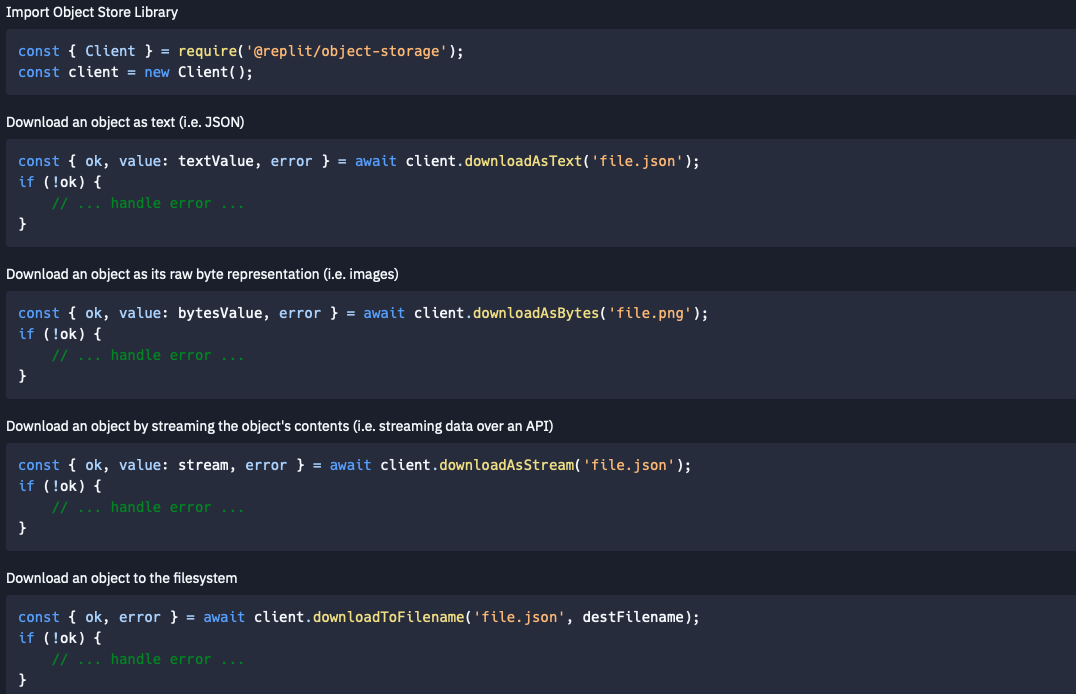 Import Object Store Library
const { Client } = require('@replit/object-storage');
const client = new Client();
Download an object as text (i.e. JSON)
const { ok, value: textValue, error } = await client.downloadAsText('file.json');
if (!ok) {
    // ... handle error ...
}
Download an object as its raw byte representation (i.e. images)
const { ok, value: bytesValue, error } = await client.downloadAsBytes('file.png');
if (!ok) {
    // ... handle error ...
}
Download an object by streaming the object's contents (i.e. streaming data over an API)
const { ok, value: stream, error } = await client.downloadAsStream('file.json');
if (!ok) {
    // ... handle error ...
}
Download an object to the filesystem
const { ok, error } = await client.downloadToFilename('file.json', destFilename);
if (!ok) {
    // ... handle error ...
}